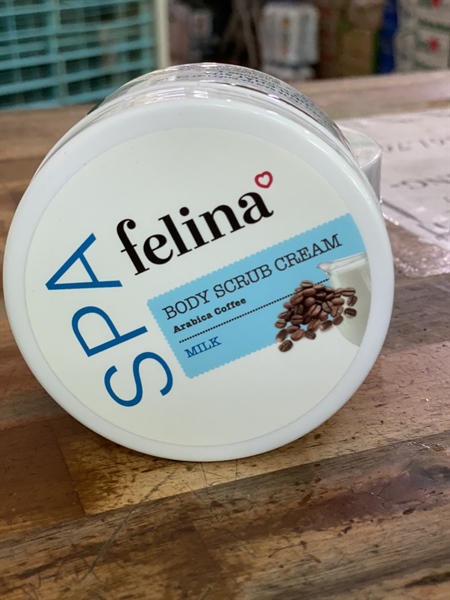 SPA
felina
BODY SCRUB CREAM
Arabica Coffee
MILK